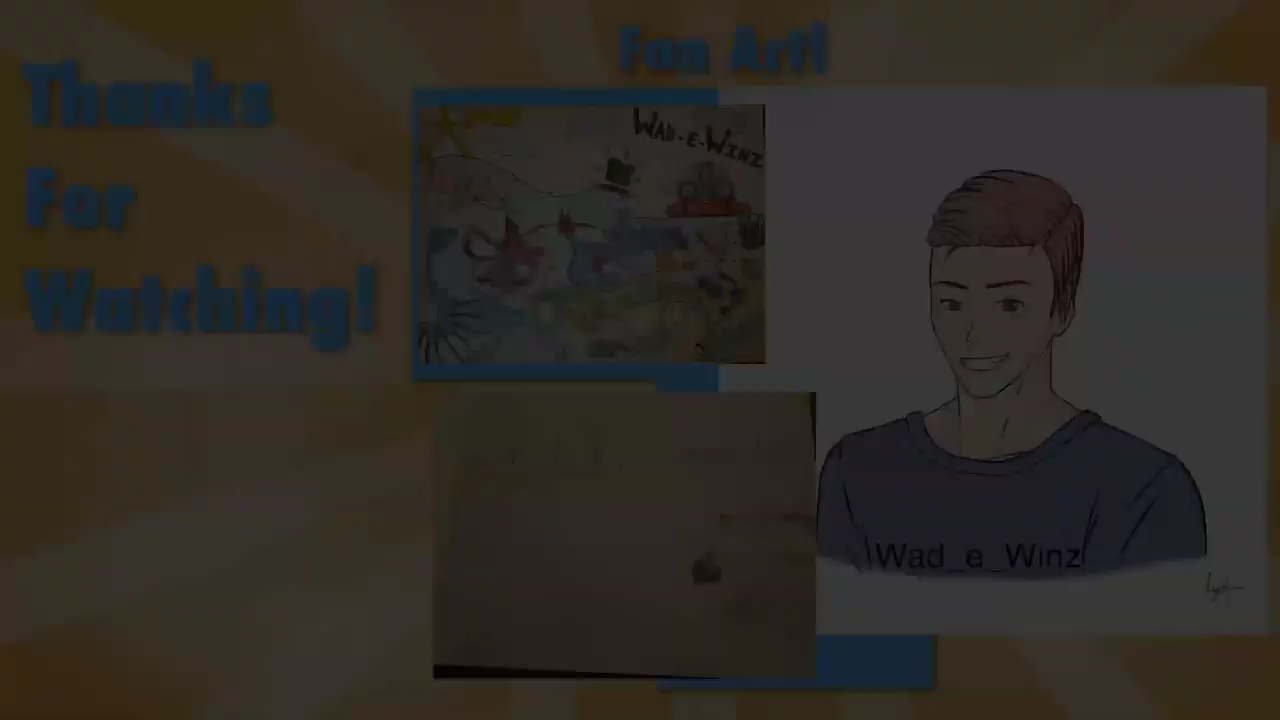 Thanks
For
Watching!
Fan Art!
WAD-E-WINZ
Wad_e_Winz